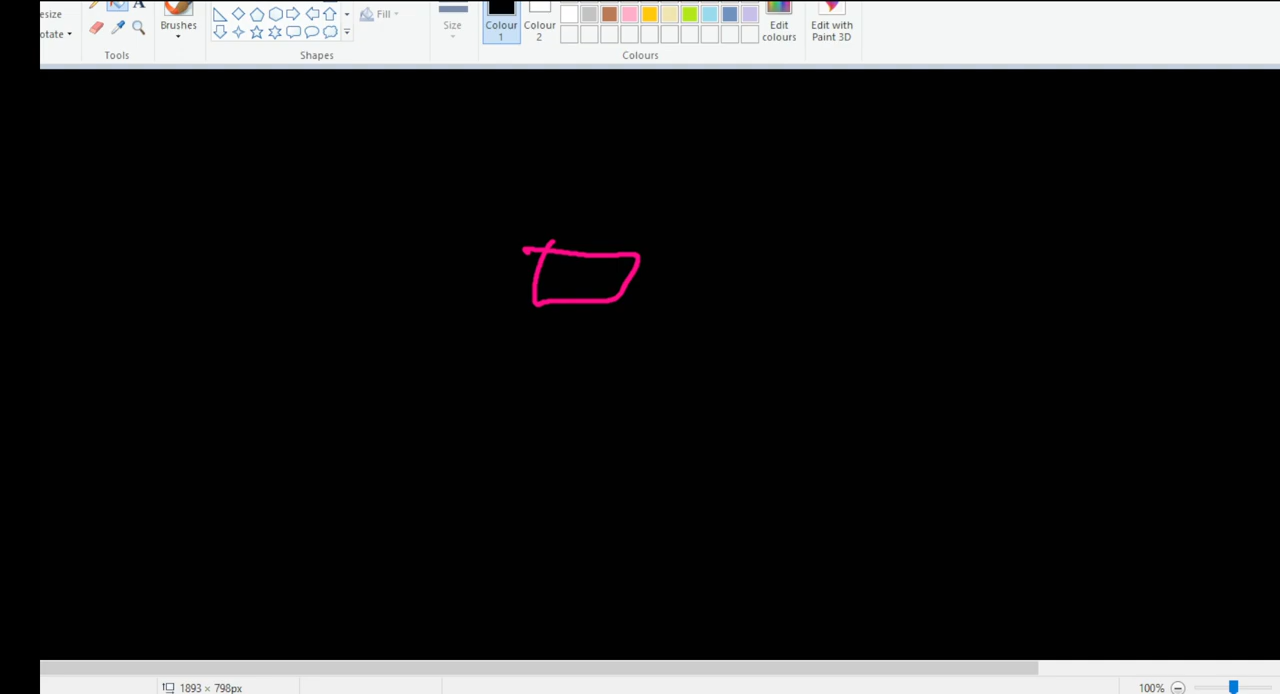 esize
otate
A
Tools
Brushes
Shapes
Fill
Size
Colour 1
Colour 2
Colours
Edit colours
Edit with Paint 3D
1893 × 798px
100%